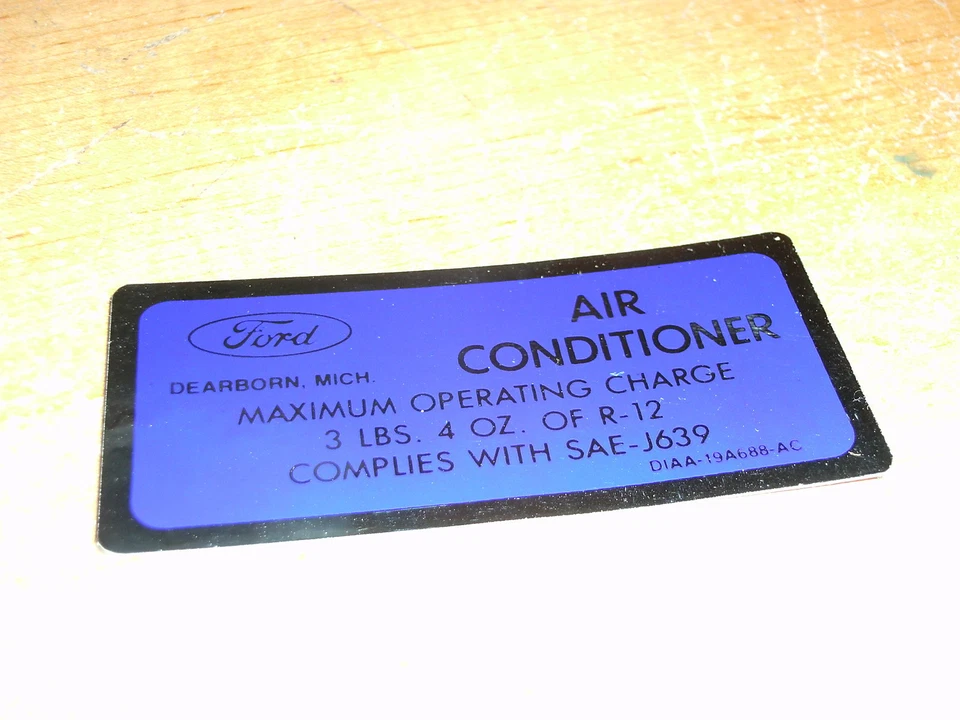 Ford
DEARBORN, MICH.
AIR
CONDITIONER
MAXIMUM OPERATING CHARGE
3 LBS. 4 OZ. OF R-12
COMPLIES WITH SAE-J639
DIAA-19A688-AC